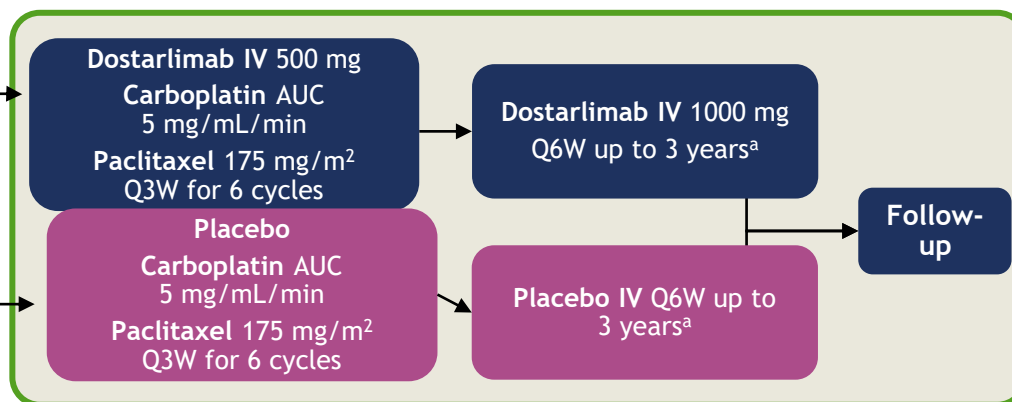 Dostarlimab IV 500 mg
Carboplatin AUC
5 mg/mL/min
Paclitaxel 175 mg/m²
Q3W for 6 cycles
Dostarlimab IV 1000 mg
Q6W up to 3 yearsᵃ
Placebo
Carboplatin AUC
5 mg/mL/min
Paclitaxel 175 mg/m²
Q3W for 6 cycles
Placebo IV Q6W up to
3 yearsᵃ
Follow-
up